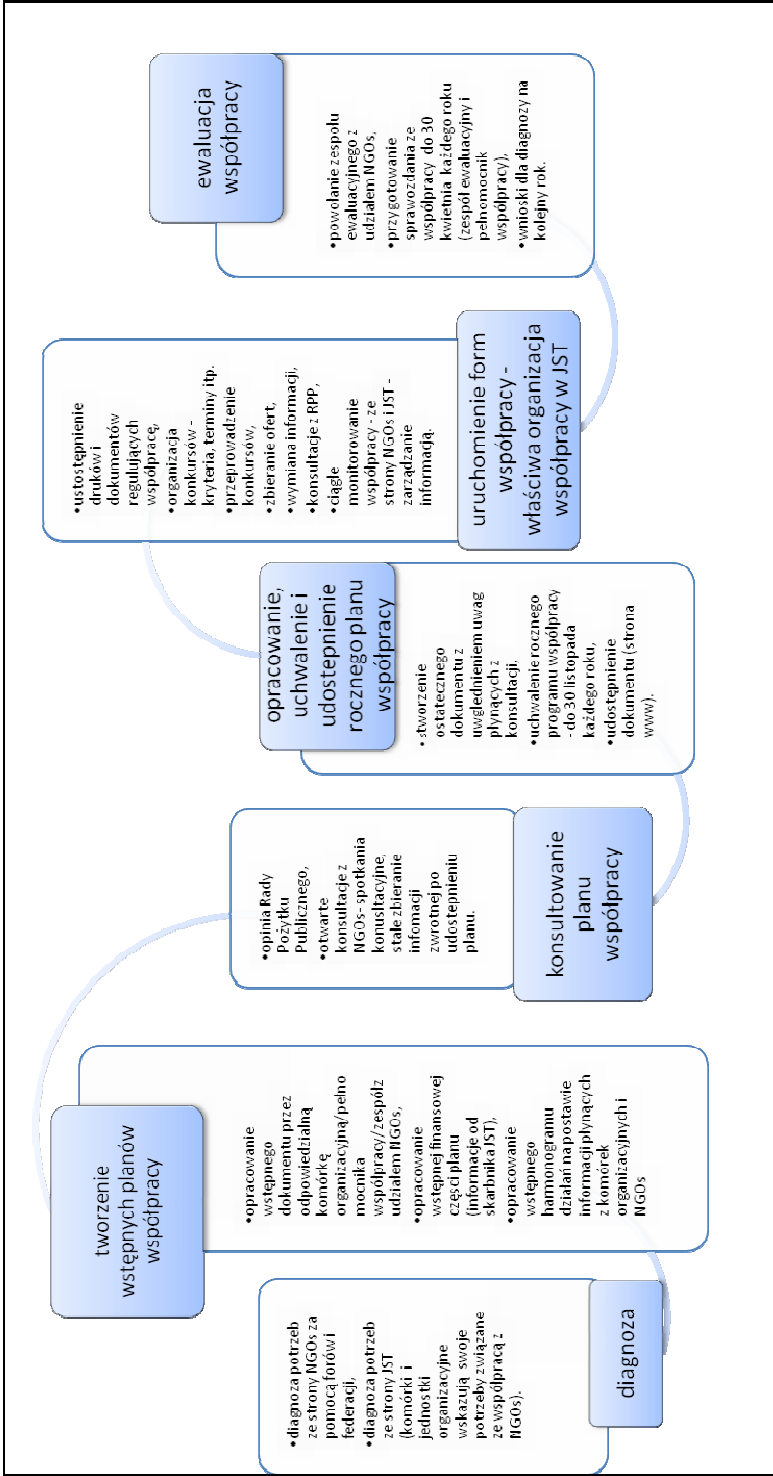 •diagnoza potrzeb
ze strony NGOs za
pomocą forów i
federacji,
•diagnoza potrzeb
ze strony JST
(komórki i
jednostki
organizacyjne
wskazują swoje
potrzeby związane
ze współpracą z
NGOs).
diagnoza
tworzenie
wstępnych planów
współpracy
•opracowanie
wstępnego
dokumentu przez
odpowiedzialną
komórkę
organizacyjną/pełno
mocnika
współpracy/zespół z
udziałem NGOs,
•opracowanie
wstępnej finansowej
części planu
(informacje od
skarbnika JST),
•opracowanie
wstępnego
harmonogramu
działań na postawie
informacji płynących
z komórek
organizacyjnych i
NGOs
•opinia Rady
Pożytku
Publicznego,
•otwarte
konsultacje z
NGOs- spotkania
konusltacyjne,
stałe zbieranie
infomacji
zwrotnej po
udostepnieniu
planu.
konsultowanie
planu
współpracy
opracowanie,
uchwalenie i
udostępnienie
rocznego planu
współpracy
•stworzenie
ostatecznego
dokumentu z
uwglednieniem uwag
płynących z
konsultacji,
•uchwalenie rocznego
programu współpracy
- do 30 listopada
każdego roku,
•udostępnienie
dokumentu (strona
www).
•ustostępnienie
druków i
dokumentów
regulujących
współpracę,
•organizacja
konkursów -
kryteria, terminy itp.
•przeprowadzenie
konkursów,
•zbieranie ofert,
•wymiana informacji,
•konsultacje z RPP,
•ciągłe
monitorowanie
współpracy - ze
strony NGOs i JST -
zarządzanie
informacją.
uruchomienie form
współpracy -
właściwa organizacja
współpracy w JST
ewaluacja
współpracy
•powołanie zespołu
ewaluacyjnego z
udziałem NGOs,
•przygotowanie
sprawozdania ze
współpracy do 30
kwietnia każdego roku
(zespół ewaluacyjny i
pełnomocnik
współpracy),
•wnioski dla diagnozy na
kolejny rok.